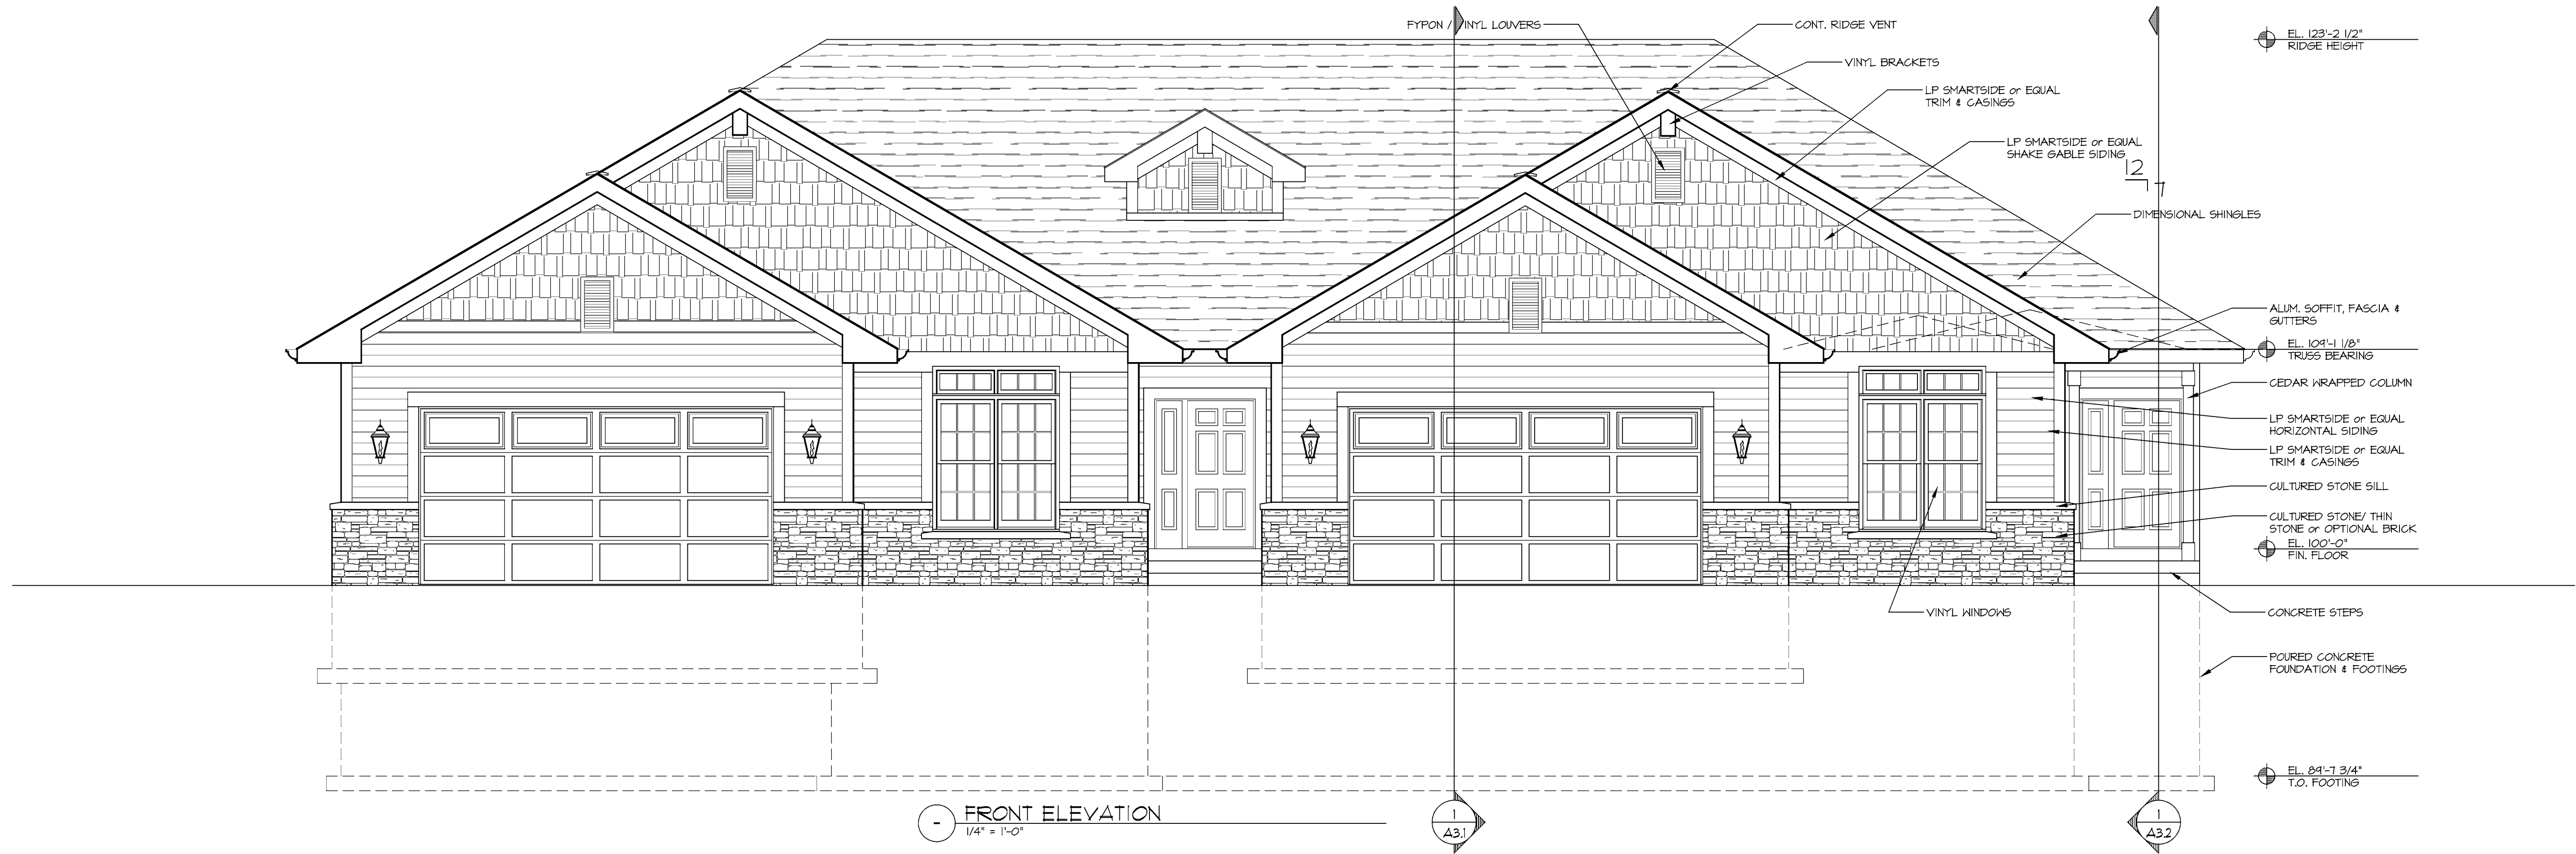 FYPON / VINYL LOUVERS
CONT. RIDGE VENT
EL. 123'-2 1/2"
RIDGE HEIGHT
VINYL BRACKETS
LP SMARTSIDE or EQUAL
TRIM & CASINGS
LP SMARTSIDE or EQUAL
SHAKE GABLE SIDING
12
7
DIMENSIONAL SHINGLES
ALUM. SOFFIT, FASCIA &
GUTTERS
EL. 109'-1 1/8"
TRUSS BEARING
CEDAR WRAPPED COLUMN
LP SMARTSIDE or EQUAL
HORIZONTAL SIDING
LP SMARTSIDE or EQUAL
TRIM & CASINGS
CULTURED STONE SILL
CULTURED STONE/ THIN
STONE or OPTIONAL BRICK
EL. 100'-0"
FIN. FLOOR
VINYL WINDOWS
CONCRETE STEPS
POURED CONCRETE
FOUNDATION & FOOTINGS
EL. 89'-7 3/4"
T.O. FOOTING
- FRONT ELEVATION
1/4" = 1'-0"
1
A3.1
1
A3.2